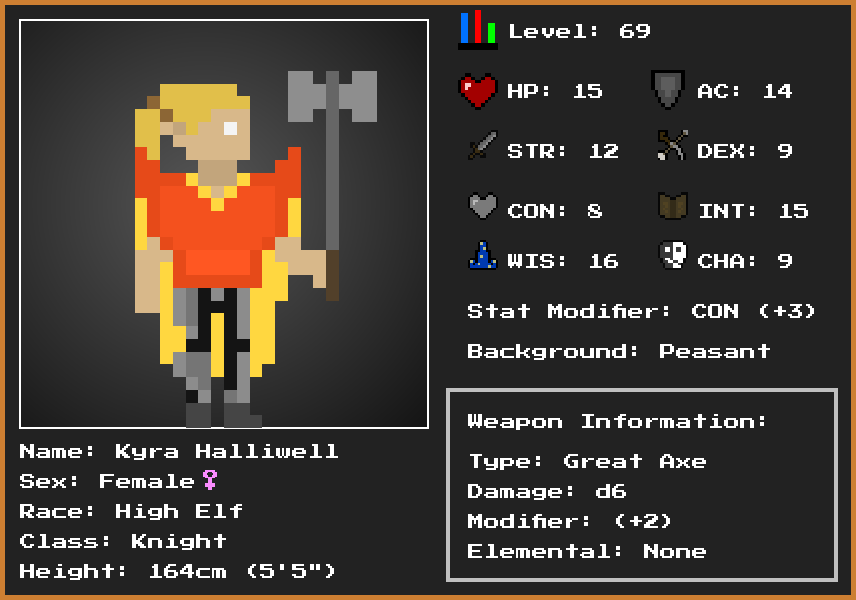 Level: 69
HP: 15
AC: 14
STR: 12
DEX: 9
CON: 8
INT: 15
WIS: 16
CHA: 9
Stat Modifier: CON (+3)
Background: Peasant
Weapon Information:
Type: Great Axe
Damage: d6
Modifier: (+2)
Elemental: None
Name: Kyra Halliwell
Sex: Female♀
Race: High Elf
Class: Knight
Height: 164cm (5'5")